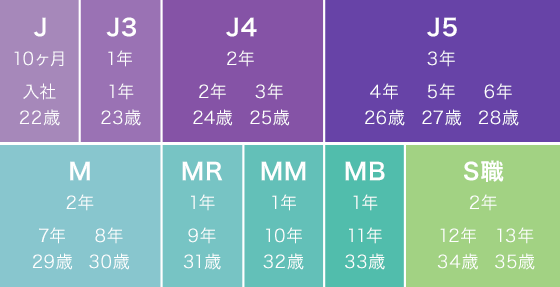 J J3 J4 J5
10ヶ月 1年 2年 3年
入社 1年 2年 3年 4年 5年 6年
22歳 23歳 24歳 25歳 26歳 27歳 28歳
M MR MM MB S職
2年 1年 1年 1年 2年
7年 8年 9年 10年 11年 12年 13年
29歳 30歳 31歳 32歳 33歳 34歳 35歳